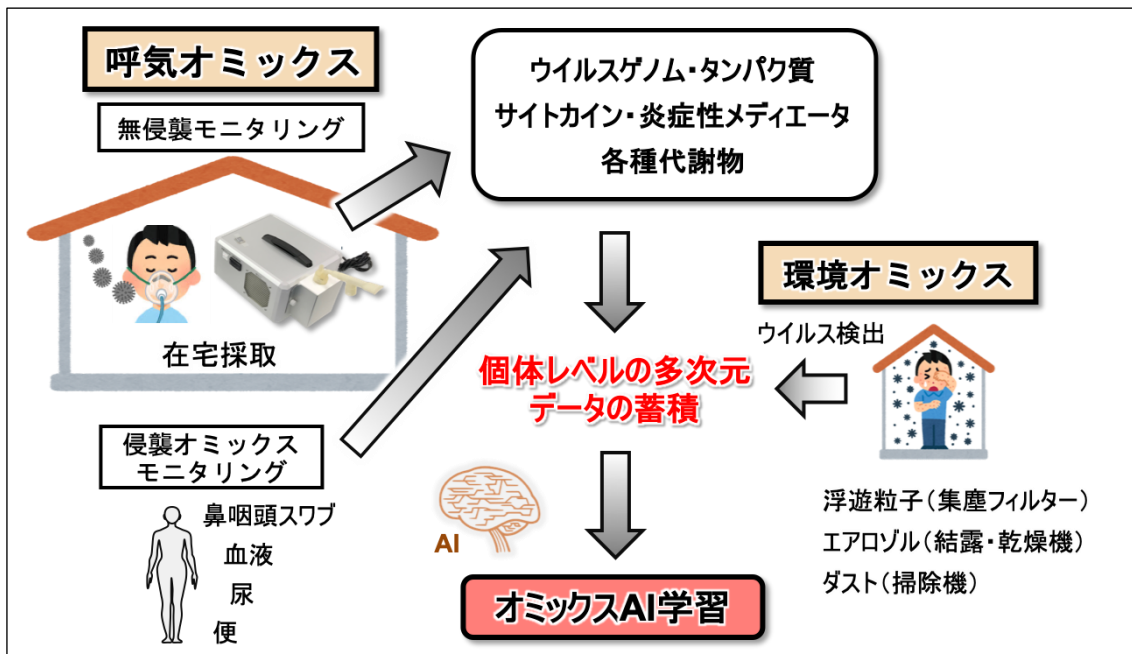 呼気オミックス
無侵襲モニタリング
在宅採取
ウイルスゲノム・タンパク質
サイトカイン・炎症性メディエータ
各種代謝物
侵襲オミックス
モニタリング
鼻咽頭スワブ
血液
尿
便
個体レベルの多次元
データの蓄積
AI
オミックスAI学習
環境オミックス
ウイルス検出
浮遊粒子（集塵フィルター）
エアロゾル（結露・乾燥機）
ダスト（掃除機）